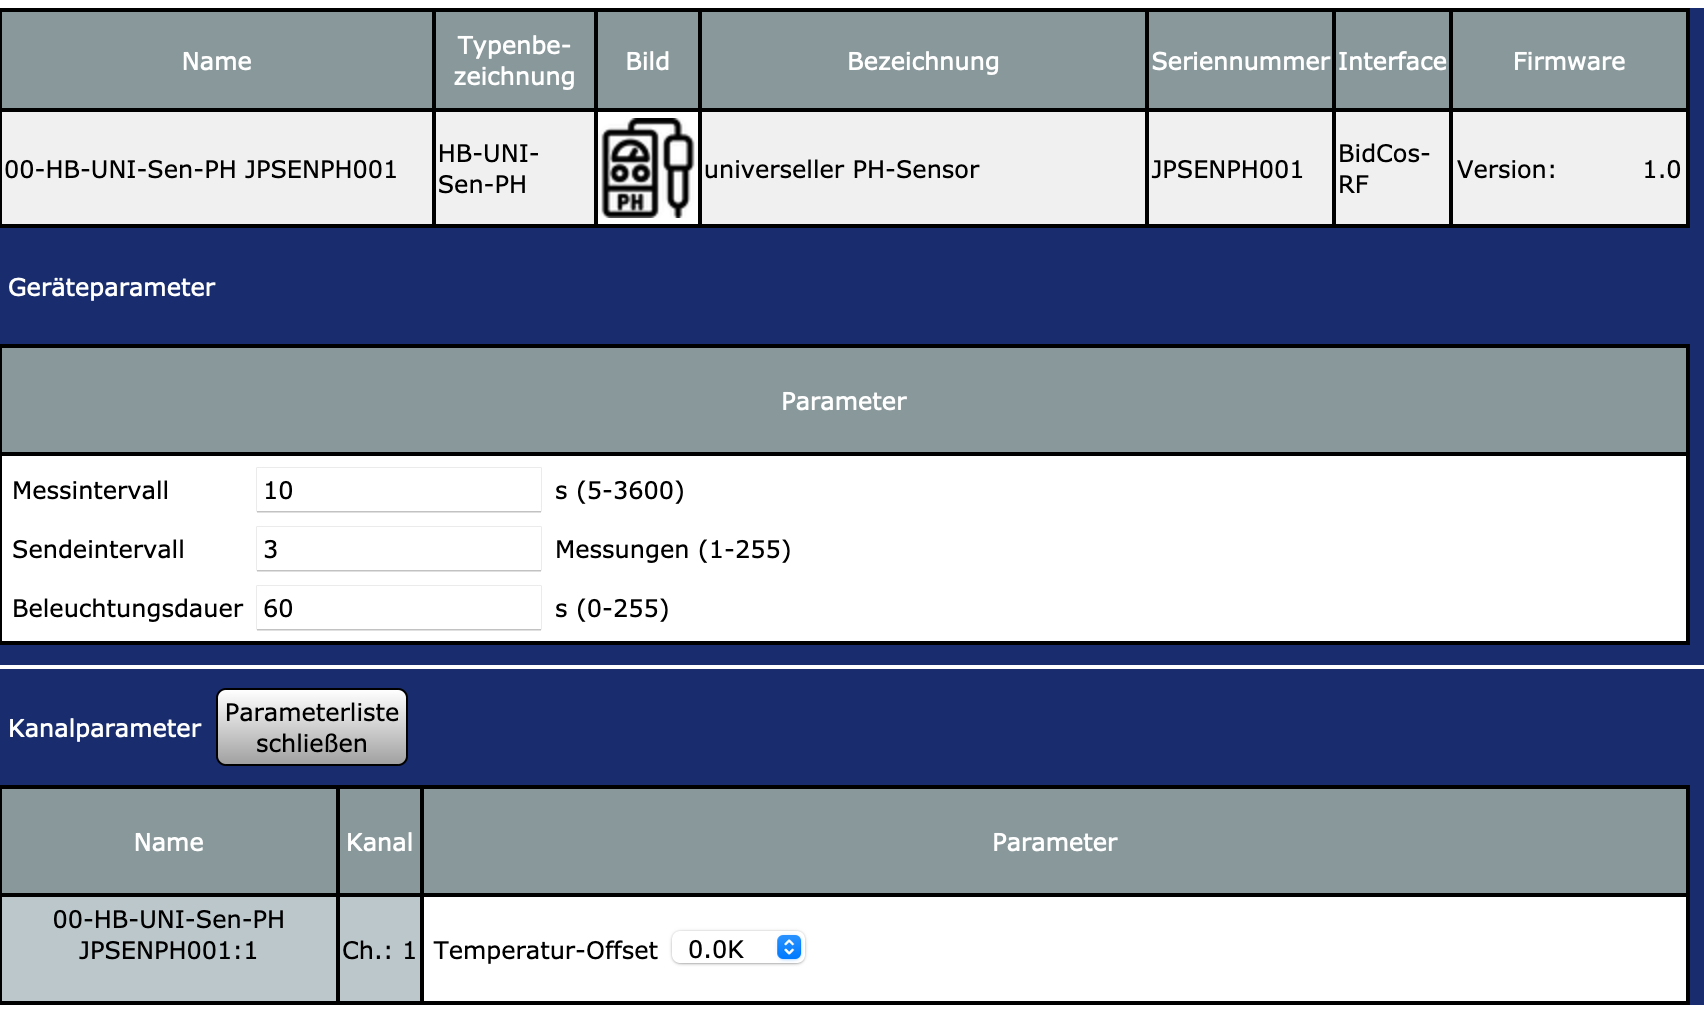 Name
Typenbe-
zeichnung
Bild
Bezeichnung
Seriennummer
Interface
Firmware
00-HB-UNI-Sen-PH JPSENPH001
HB-UNI-
Sen-PH
PH
universeller PH-Sensor
JPSENPH001
BidCos-
RF
Version: 1.0
Geräteparameter
Parameter
Messintervall 10 s (5-3600)
Sendeintervall 3 Messungen (1-255)
Beleuchtungsdauer 60 s (0-255)
Kanalparameter
Parameterliste
schließen
Name
Kanal
Parameter
00-HB-UNI-Sen-PH
JPSENPH001:1
Ch.: 1
Temperatur-Offset 0.0K